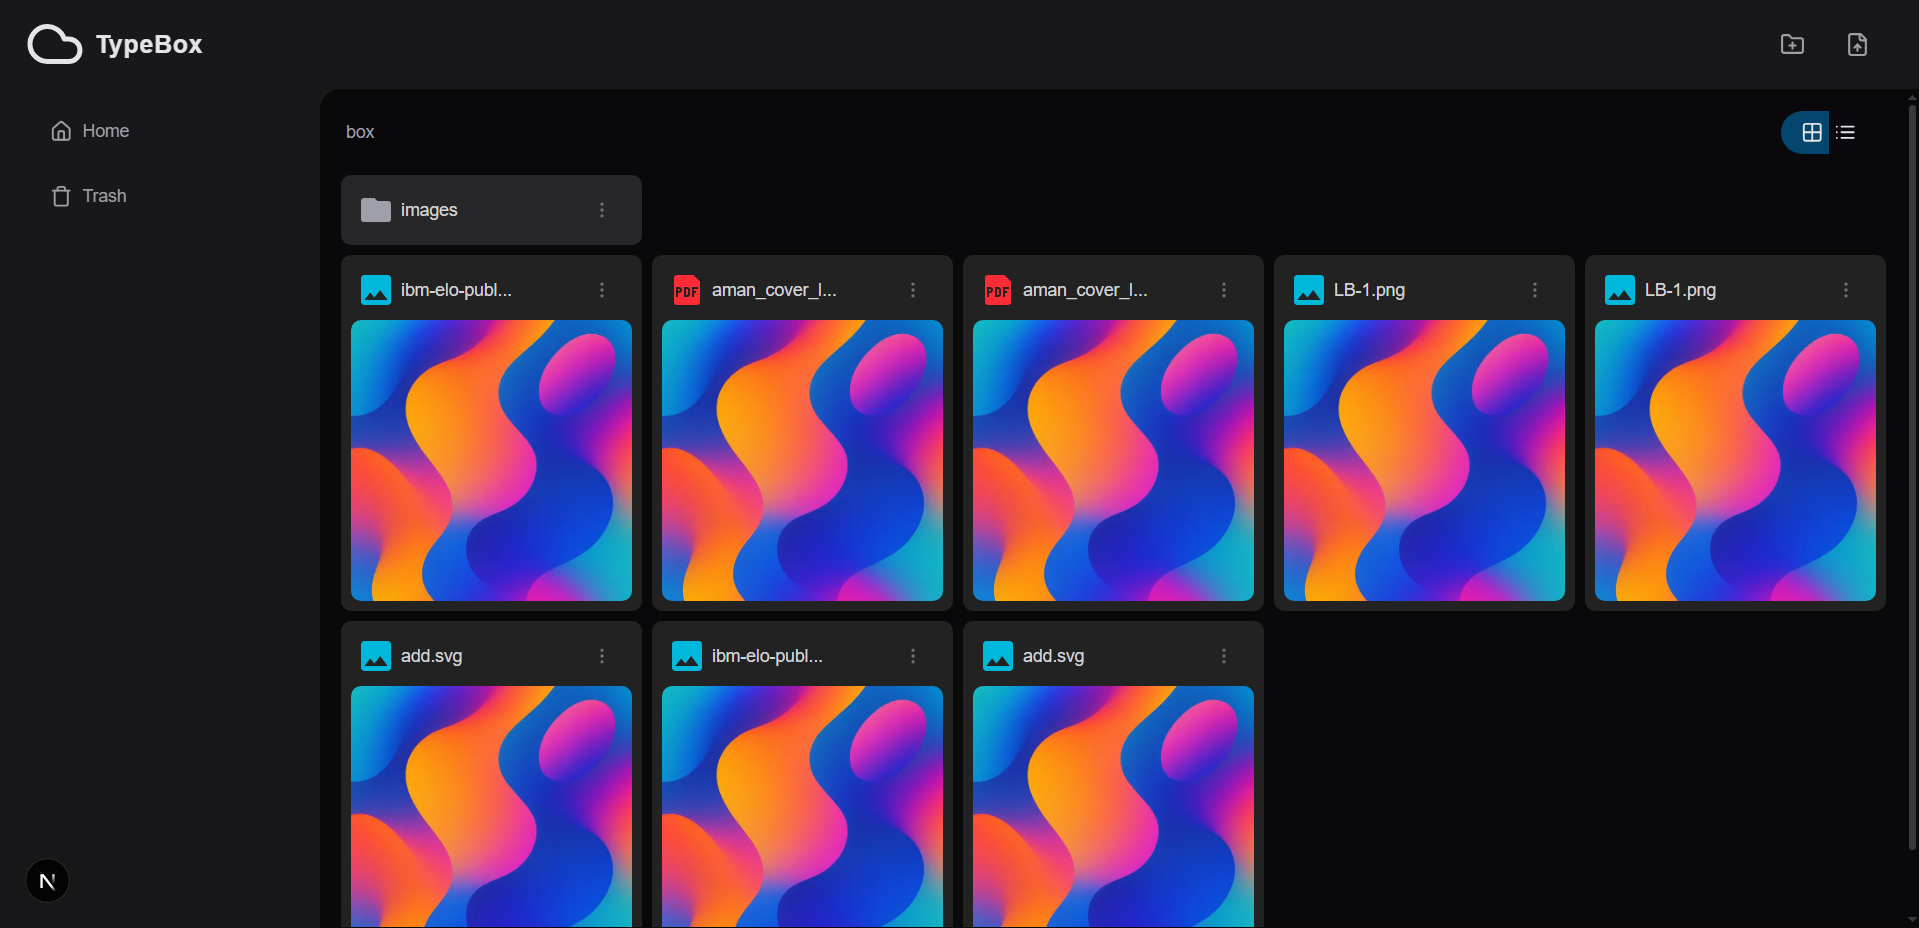 TypeBox
Home
Trash
box
images
ibm-elo-publ...
PDF aman_cover_l...
PDF aman_cover_l...
LB-1.png
LB-1.png
add.svg
ibm-elo-publ...
add.svg
N